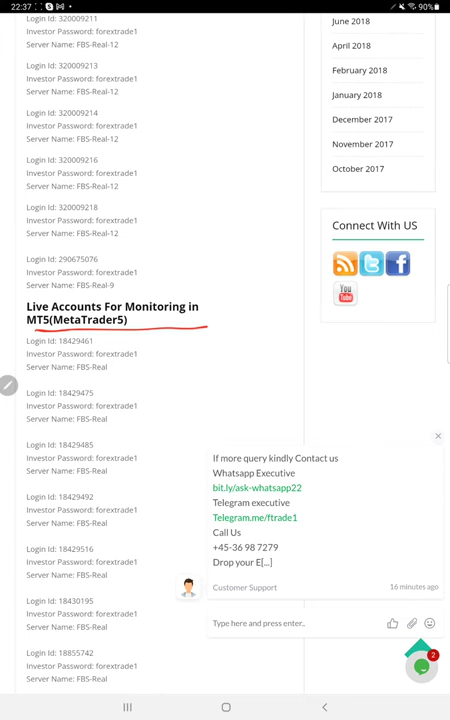 22:37
90%
Login Id: 320009211
Investor Password: forextrade1
Server Name: FBS-Real-12
Login Id: 320009213
Investor Password: forextrade1
Server Name: FBS-Real-12
Login Id: 320009214
Investor Password: forextrade1
Server Name: FBS-Real-12
Login Id: 320009216
Investor Password: forextrade1
Server Name: FBS-Real-12
Login Id: 320009218
Investor Password: forextrade1
Server Name: FBS-Real-12
Login Id: 290675076
Investor Password: forextrade1
Server Name: FBS-Real-9
Live Accounts For Monitoring in
MT5(MetaTrader5)
Login Id: 18429461
Investor Password: forextrade1
Server Name: FBS-Real
Login Id: 18429475
Investor Password: forextrade1
Server Name: FBS-Real
Login Id: 18429485
Investor Password: forextrade1
Server Name: FBS-Real
Login Id: 18429492
Investor Password: forextrade1
Server Name: FBS-Real
Login Id: 18429516
Investor Password: forextrade1
Server Name: FBS-Real
Login Id: 18430195
Investor Password: forextrade1
Server Name: FBS-Real
Login Id: 18855742
Investor Password: forextrade1
Server Name: FBS-Real
June 2018
April 2018
February 2018
January 2018
December 2017
November 2017
October 2017
Connect With US
You
Tube
If more query kindly Contact us
Whatsapp Executive
bit.ly/ask-whatsapp22
Telegram executive
Telegram.me/ftrade1
Call Us
+45-36 98 7279
Drop your E[...]
Customer Support
16 minutes ago
Type here and press enter..
2